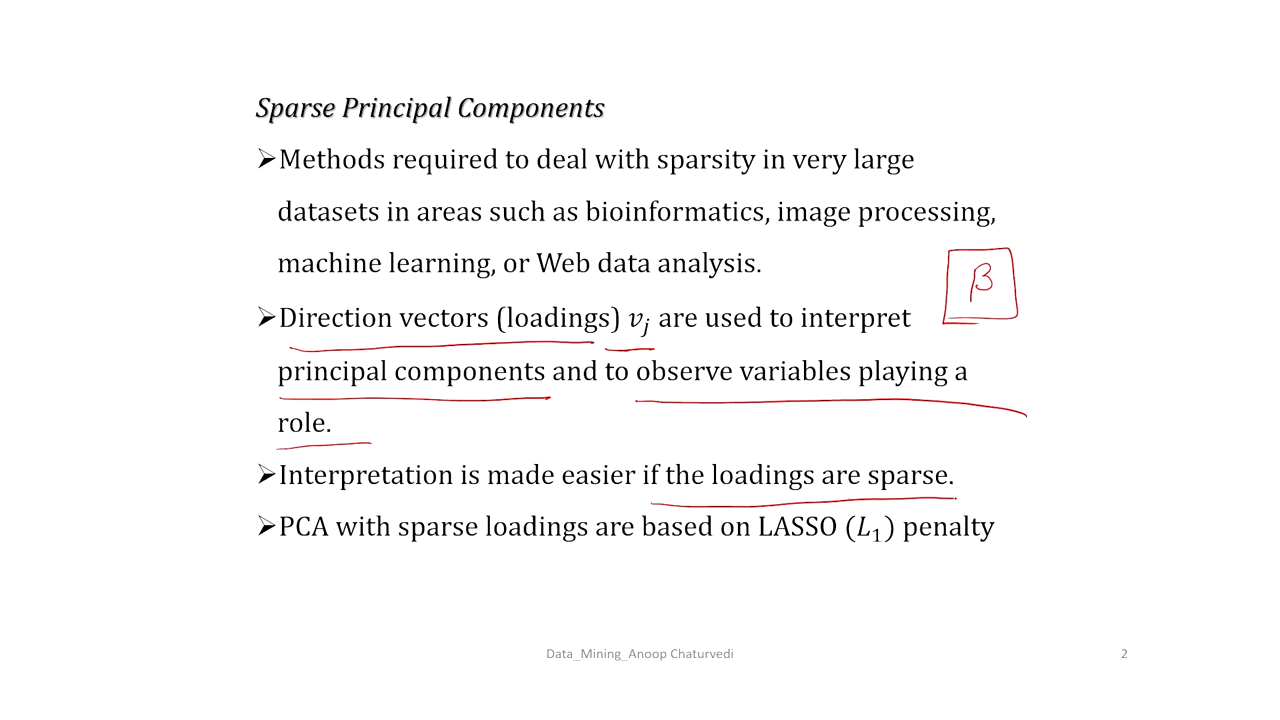 Sparse Principal Components
➢Methods required to deal with sparsity in very large
datasets in areas such as bioinformatics, image processing,
machine learning, or Web data analysis.
β
➢Direction vectors (loadings) v_j are used to interpret
principal components and to observe variables playing a
role.
➢Interpretation is made easier if the loadings are sparse.
➢PCA with sparse loadings are based on LASSO (L_1) penalty
Data_Mining_Anoop Chaturvedi
2